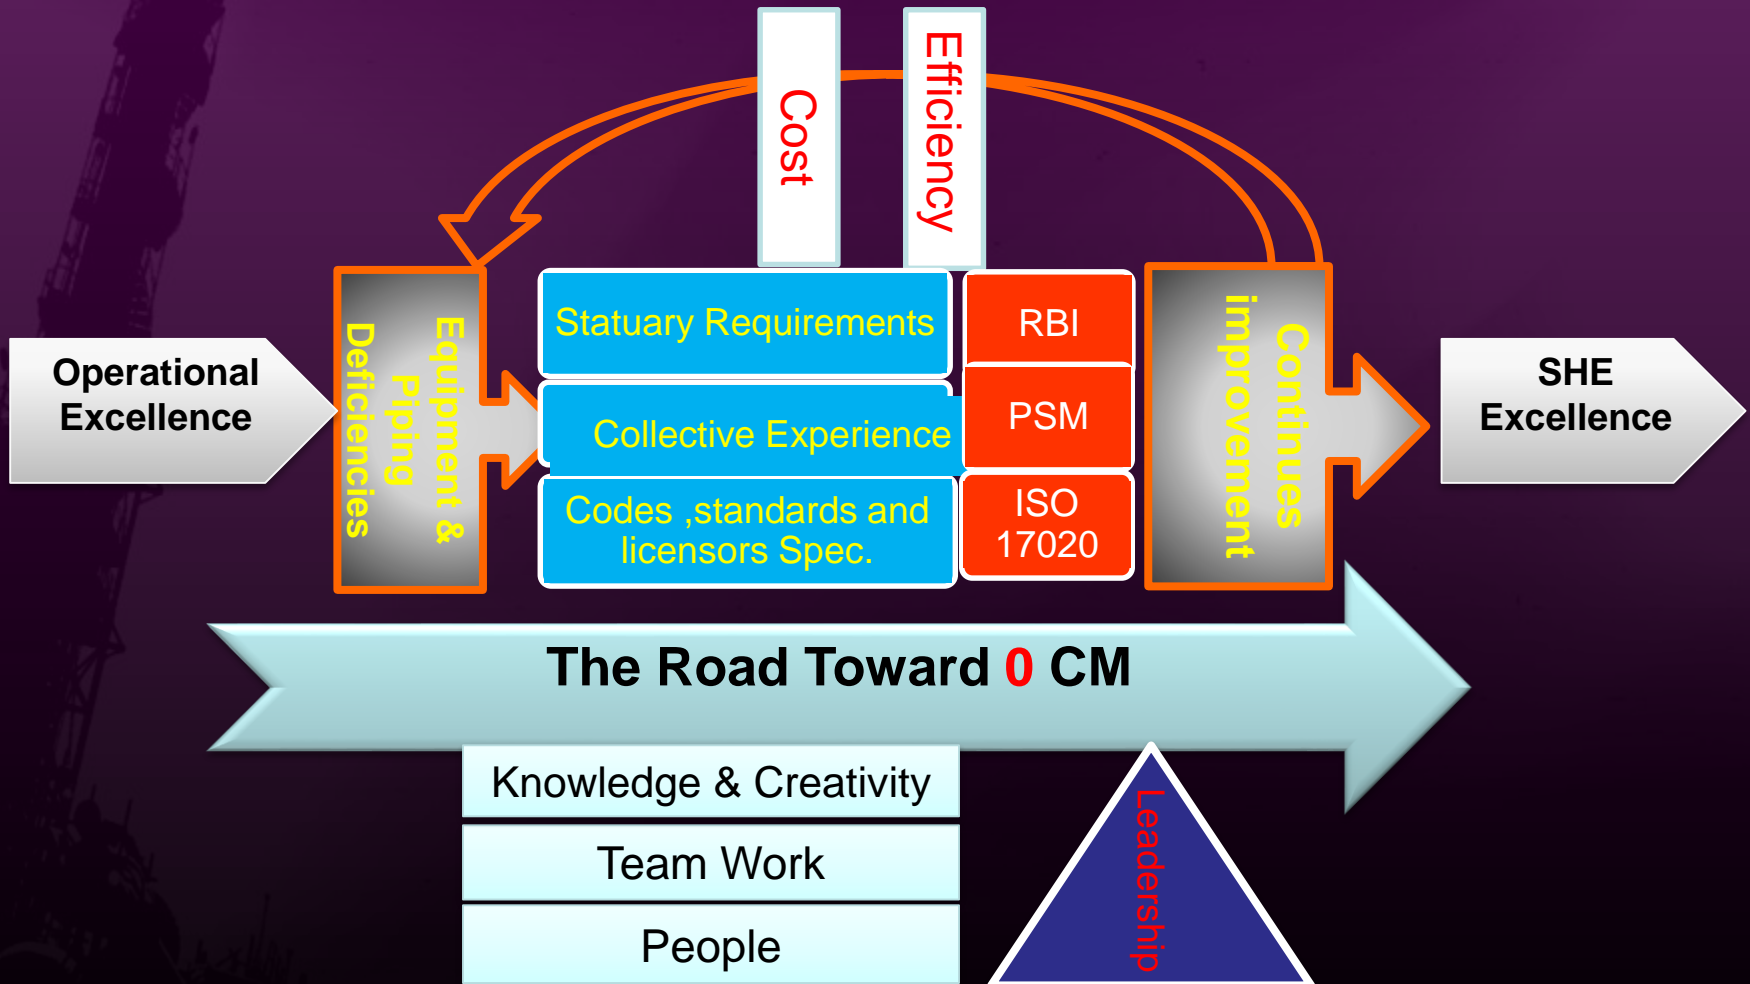 Cost
Efficiency
Operational
Excellence
Equipment &
Piping
Deficiencies
Statuary Requirements
Collective Experience
Codes ,standards and
licensors Spec.
RBI
PSM
ISO
17020
Continues
improvement
SHE
Excellence
The Road Toward 0 CM
Knowledge & Creativity
Team Work
People
Leadership